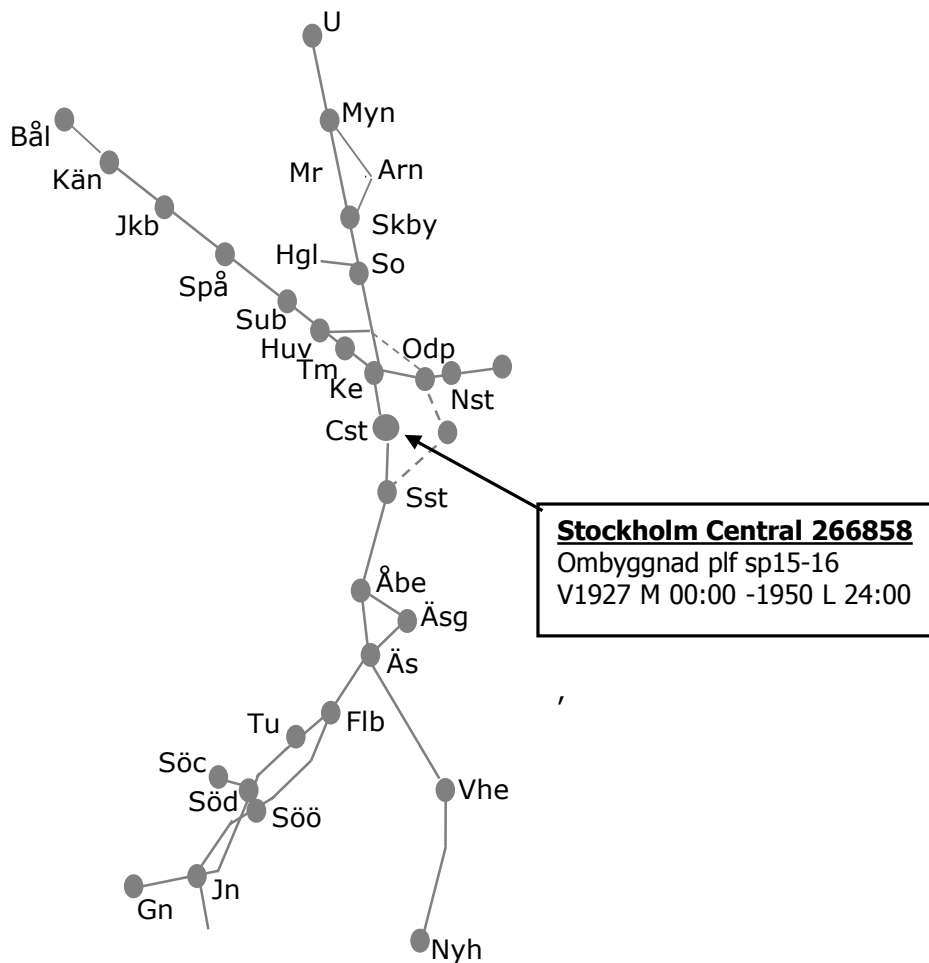 U
Myn
Bål
Mr
Arn
Kän
Jkb
Skby
Hgl
So
Spå
Sub
Huv
Odp
Tm
Ke
Nst
Cst
Sst
Stockholm Central 266858
Ombyggnad plf sp15-16
V1927 M 00:00 -1950 L 24:00
Åbe
Äsg
Äs
,
Flb
Tu
Söc
Vhe
Söd
Söö
Jn
Gn
Nyh